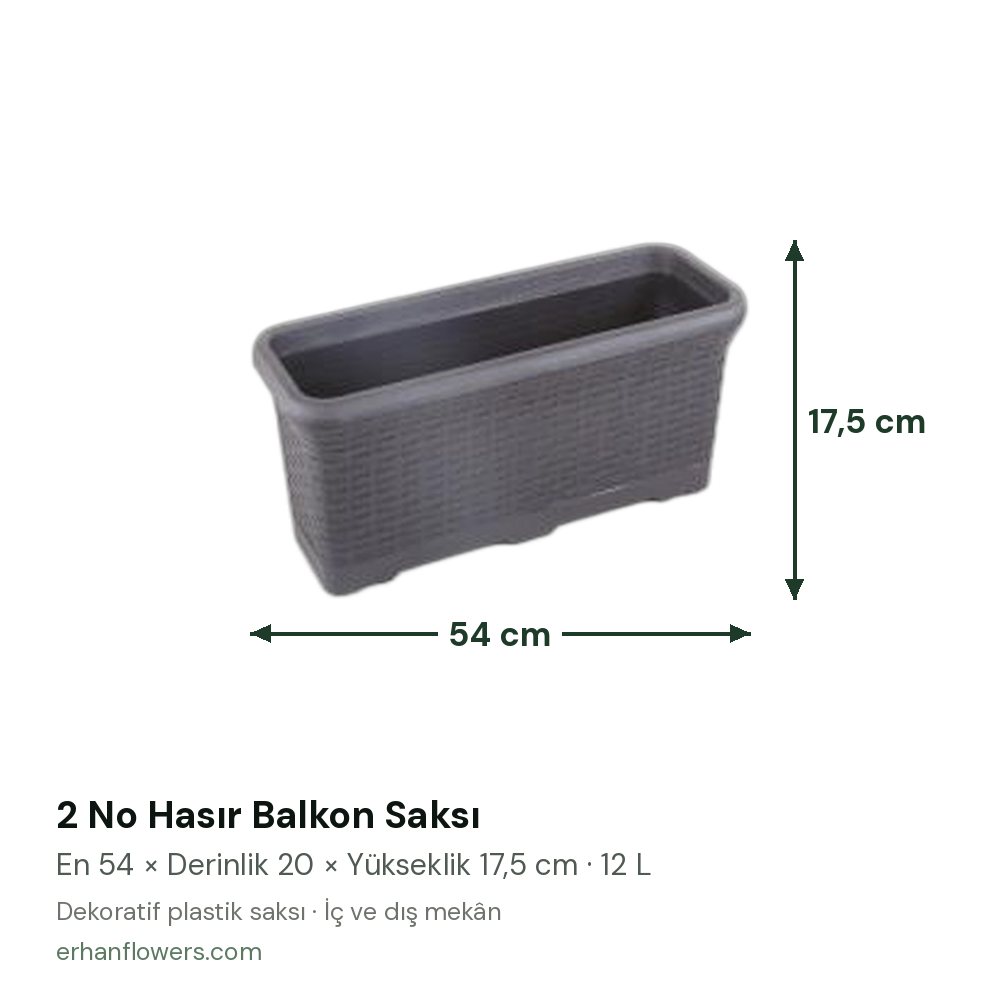 17,5 cm
54 cm
2 No Hasır Balkon Saksı
En 54 × Derinlik 20 × Yükseklik 17,5 cm · 12 L
Dekoratif plastik saksı · İç ve dış mekân
erhanflowers.com